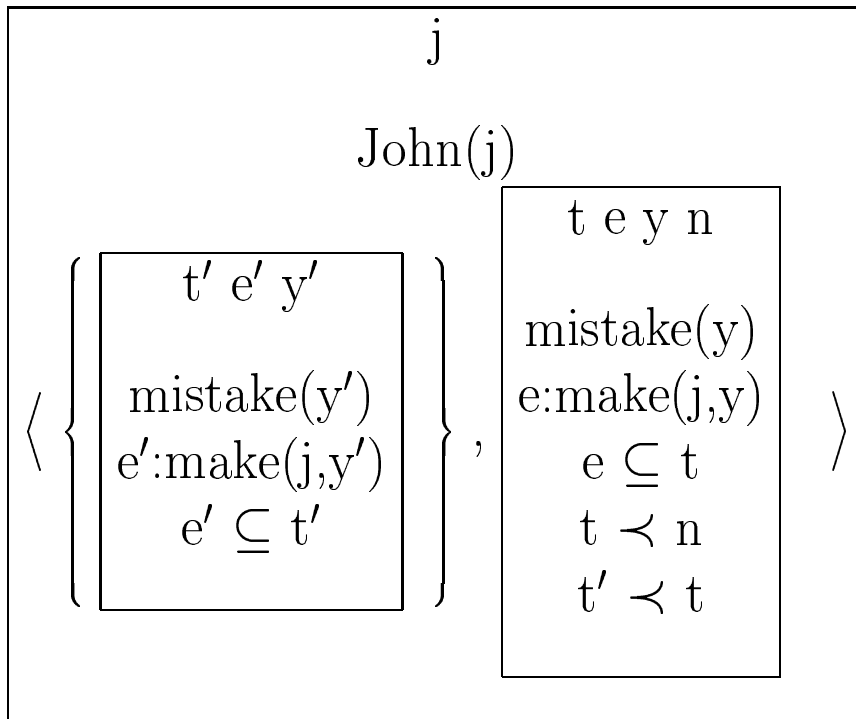 j
John(j)
⟨ { t′ e′ y′
mistake(y′)
e′:make(j,y′)
e′ ⊆ t′ } ,
t e y n
mistake(y)
e:make(j,y)
e ⊆ t
t ≺ n
t′ ≺ t ⟩